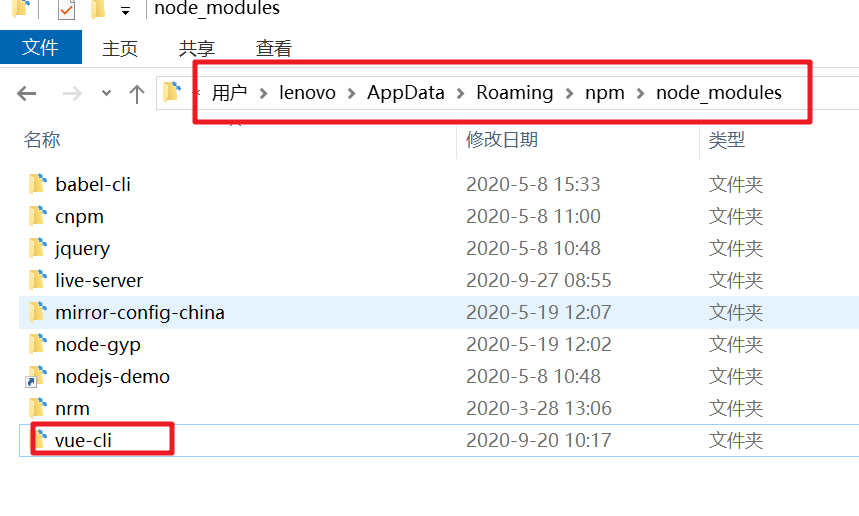 node_modules
文件 主页 共享 查看
用户 lenovo AppData Roaming npm node_modules
名称 修改日期 类型
babel-cli 2020-5-8 15:33 文件夹
cnpm 2020-5-8 11:00 文件夹
jquery 2020-5-8 10:48 文件夹
live-server 2020-9-27 08:55 文件夹
mirror-config-china 2020-5-19 12:07 文件夹
node-gyp 2020-5-19 12:02 文件夹
nodejs-demo 2020-5-8 10:48 文件夹
nrm 2020-3-28 13:06 文件夹
vue-cli 2020-9-20 10:17 文件夹